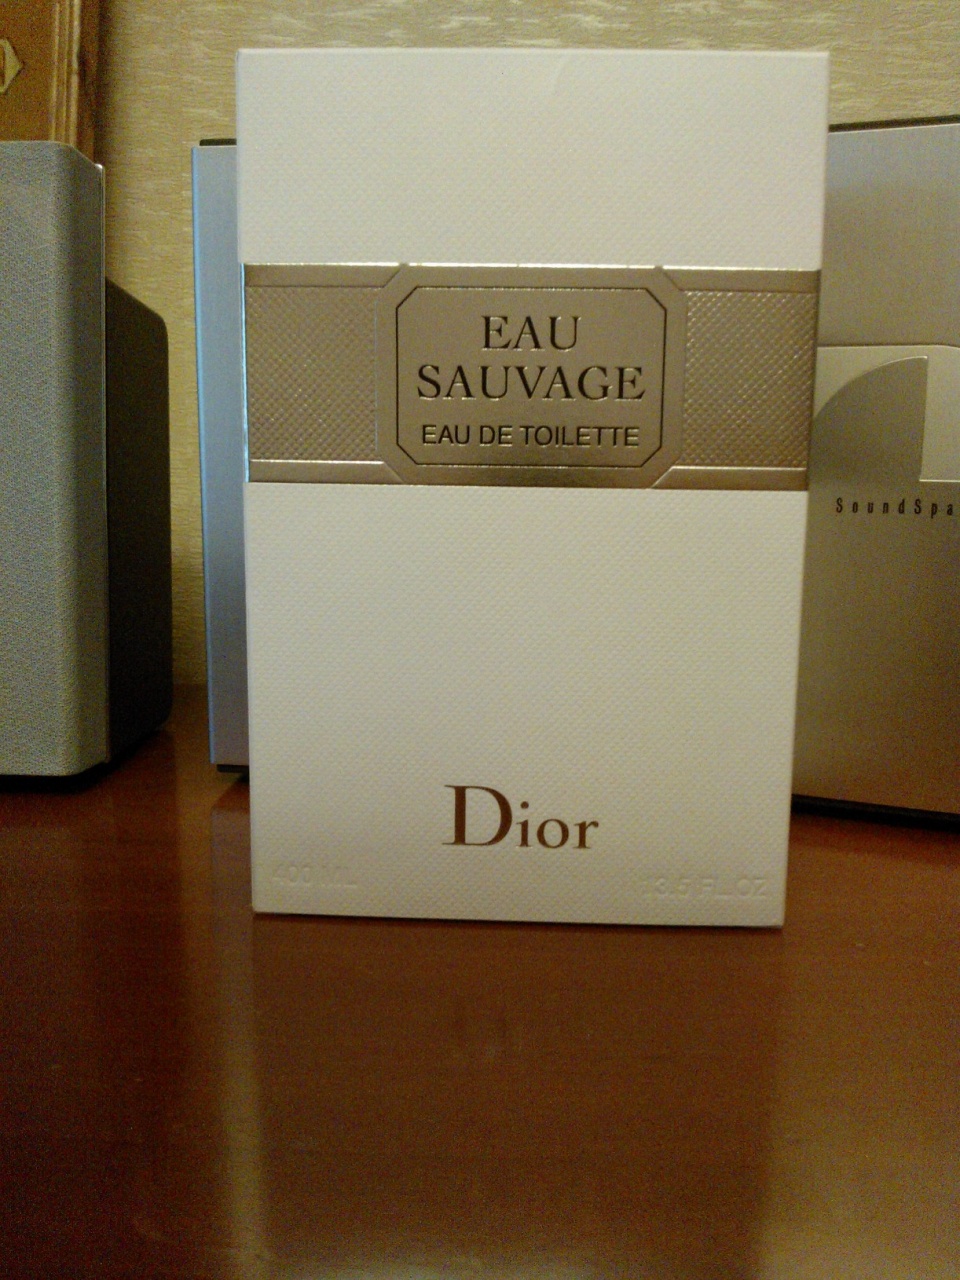 EAU
SAUVAGE
EAU DE TOILETTE
SoundSpa
Dior
400 ML
13.5 FL. OZ